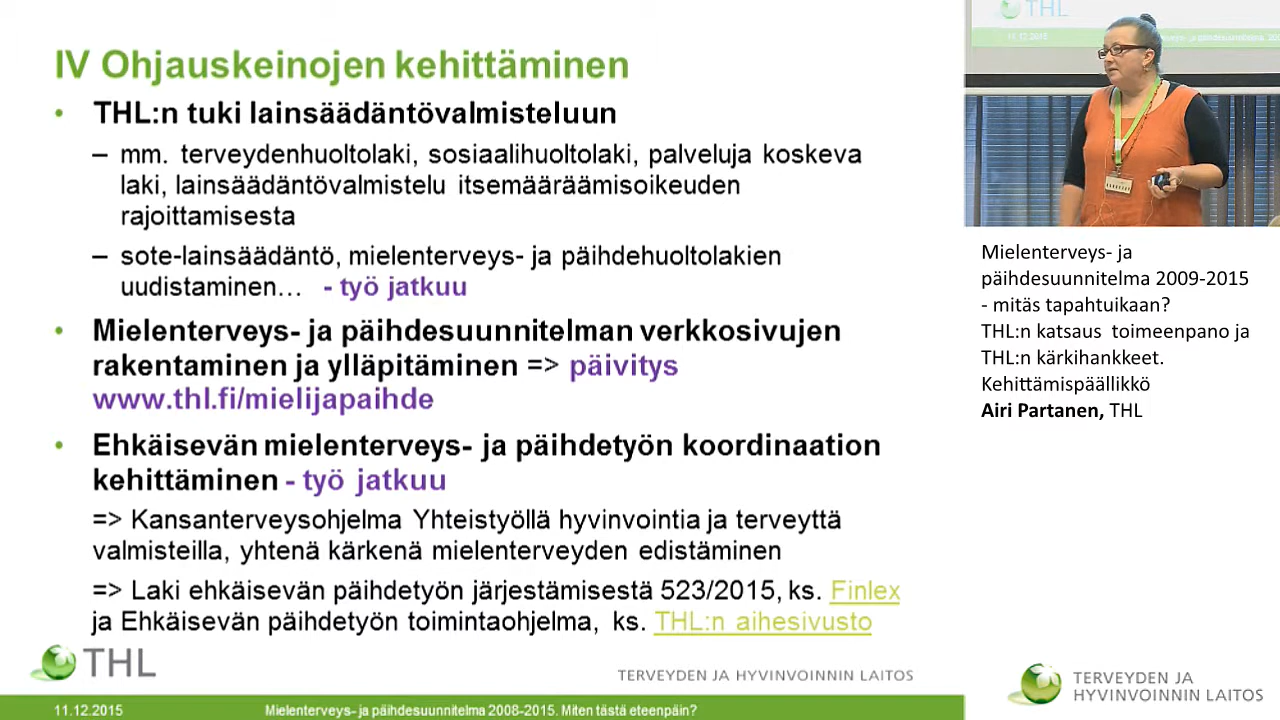 IV Ohjauskeinojen kehittäminen
• THL:n tuki lainsäädäntövalmisteluun
– mm. terveydenhuoltolaki, sosiaalihuoltolaki, palveluja koskeva
laki, lainsäädäntövalmistelu itsemääräämisoikeuden
rajoittamisesta
– sote-lainsäädäntö, mielenterveys- ja päihdehuoltolakien
uudistaminen… - työ jatkuu
• Mielenterveys- ja päihdesuunnitelman verkkosivujen
rakentaminen ja ylläpitäminen => päivitys
www.thl.fi/mielijapaihde
• Ehkäisevän mielenterveys- ja päihdetyön koordinaation
kehittäminen - työ jatkuu
=> Kansanterveysohjelma Yhteistyöllä hyvinvointia ja terveyttä
valmisteilla, yhtenä kärkenä mielenterveyden edistäminen
=> Laki ehkäisevän päihdetyön järjestämisestä 523/2015, ks. Finlex
ja Ehkäisevän päihdetyön toimintaohjelma, ks. THL:n aihesivusto
THL
TERVEYDEN JA HYVINVOINNIN LAITOS
11.12.2015 Mielenterveys- ja päihdesuunnitelma 2008-2015. Miten tästä eteenpäin?
THL
11.12.2015
Mielenterveys- ja
päihdesuunnitelma 2009-2015
- mitäs tapahtuikaan?
THL:n katsaus toimeenpano ja
THL:n kärkihankkeet.
Kehittämispäällikkö
Airi Partanen, THL
TERVEYDEN JA
HYVINVOINNIN LAITOS